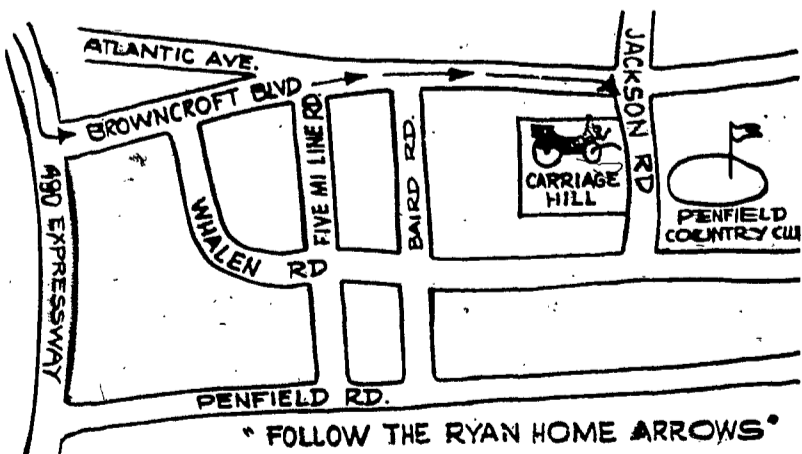 ATLANTIC AVE.
BROWNCROFT BLVD
JACKSON RD
FIVE MI LINE RD.
BAIRD RD.
CARRIAGE
HILL
PENFIELD
COUNTRY CLU
WHALEN RD
490 EXPRESSWAY
PENFIELD RD.
"FOLLOW THE RYAN HOME ARROWS"